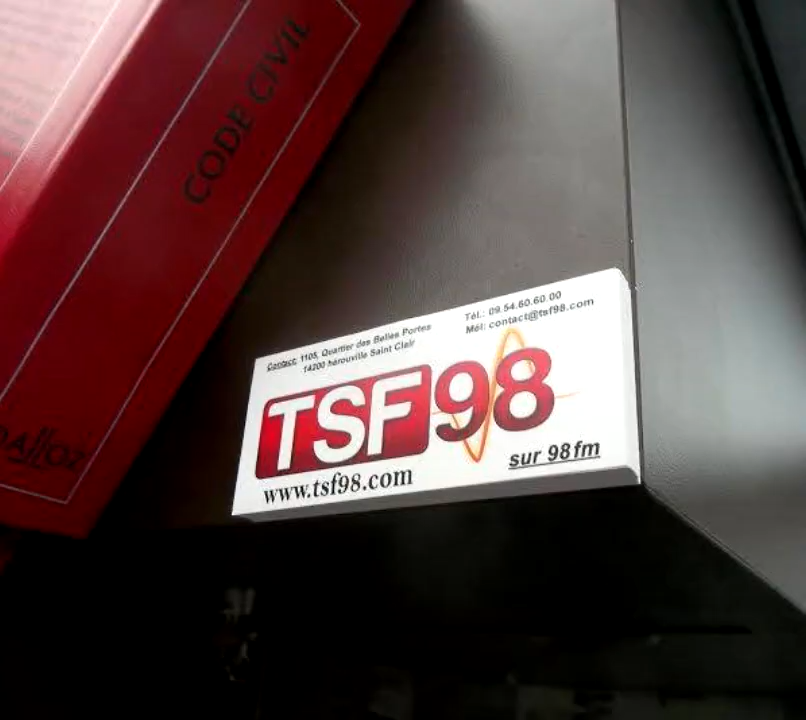 CODE CIVIL
DALLOZ
Contact: 1105, Quartier des Belles Portes
14200 hérouville Saint Clair
Tél.: 09.54.60.60.00
Mél: contact@tsf98.com
TSF98
www.tsf98.com
sur 98fm